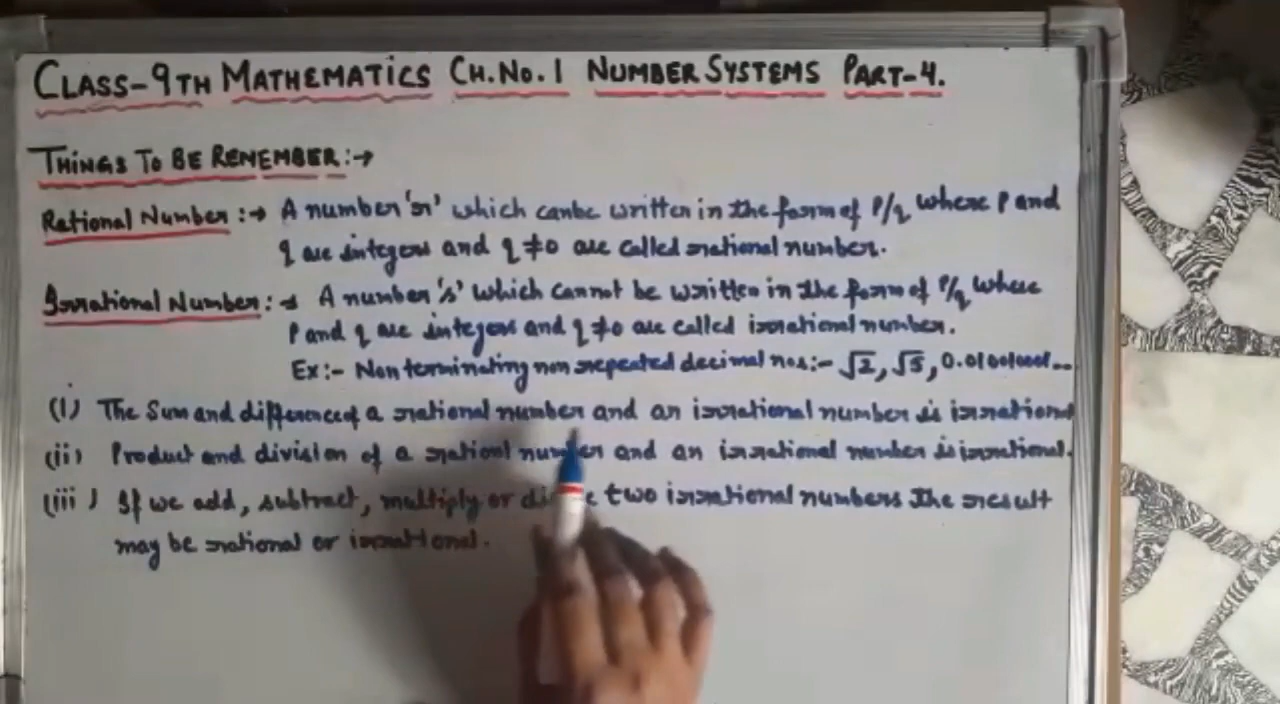 CLASS-9TH MATHEMATICS CH.NO.1 NUMBER SYSTEMS PART-4.
THINGS TO BE REMEMBER:→
Rational Number:→ A number 'r' which canbe written in the form of P/q where P and
q are integers and q ≠ 0 are called rational number.
Irrational Number:→ A number 's' which cannot be written in the form of P/q where
P and q are integers and q ≠ 0 are called irrational number.
Ex:- Non terminating non repeated decimal nos:- √2, √5,
(i) The Sum and difference of a rational number and an irrational number is irrational
(ii) Product and division of a rational number and an irrational number is irrational.
(iii) If we add, subtract, multiply or divide two irrational numbers the result
may be rational or irrational.